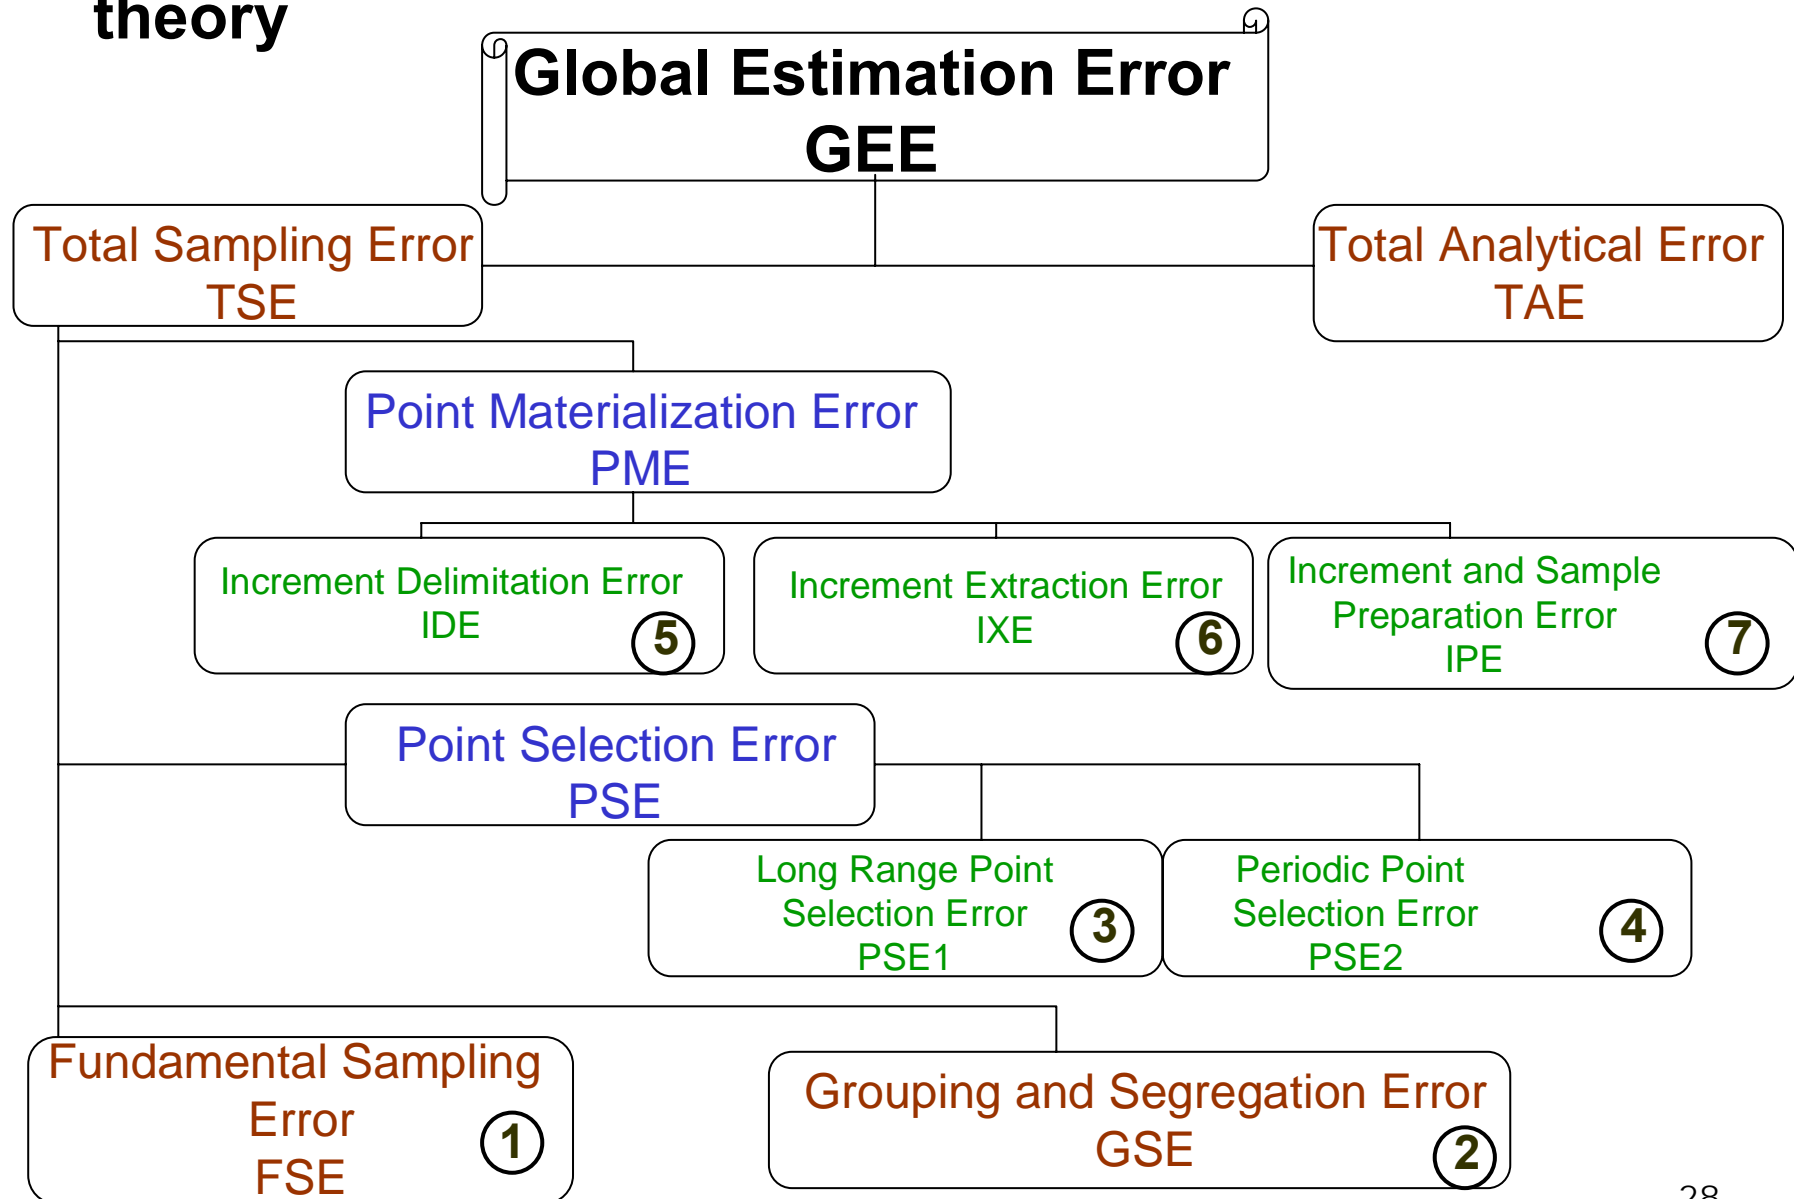 theory
Global Estimation Error
GEE
Total Sampling Error
TSE
Total Analytical Error
TAE
Point Materialization Error
PME
Increment Delimitation Error
IDE
5
Increment Extraction Error
IXE
6
Increment and Sample
Preparation Error
IPE
7
Point Selection Error
PSE
Long Range Point
Selection Error
PSE1
3
Periodic Point
Selection Error
PSE2
4
Fundamental Sampling
Error
FSE
1
Grouping and Segregation Error
GSE
2
28